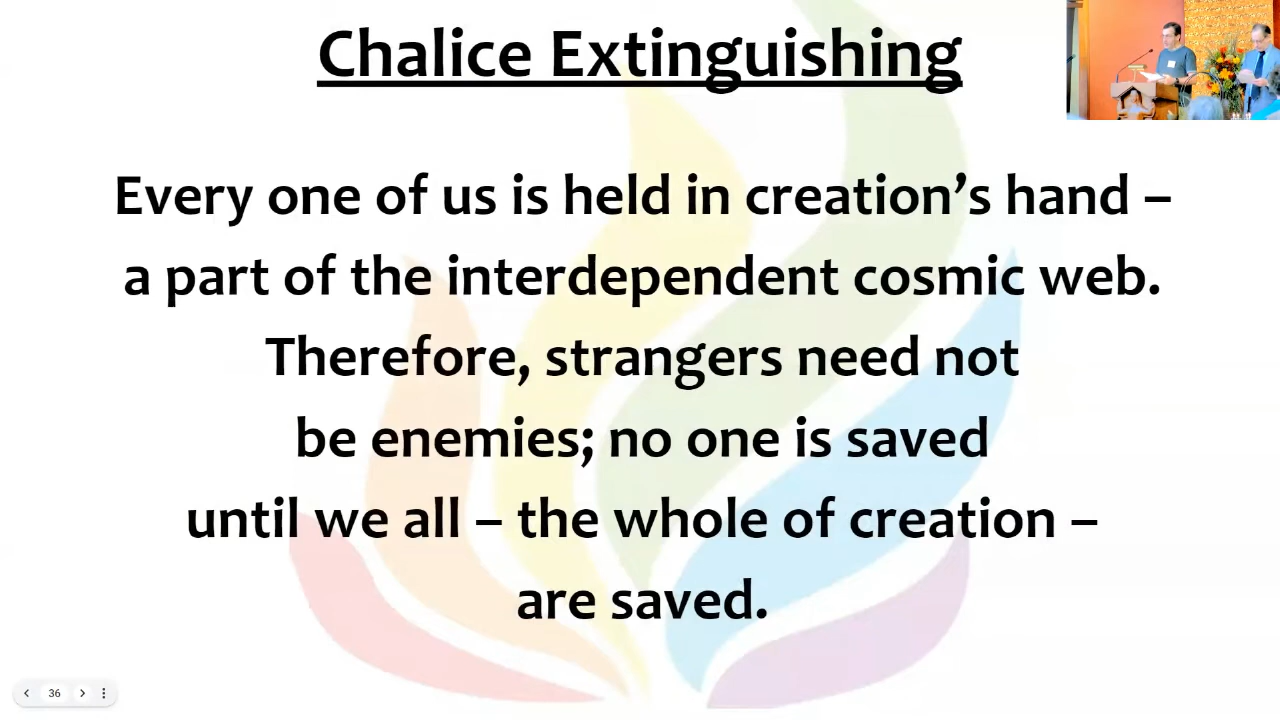 Chalice Extinguishing
Every one of us is held in creation’s hand –
a part of the interdependent cosmic web.
Therefore, strangers need not
be enemies; no one is saved
until we all – the whole of creation –
are saved.
36